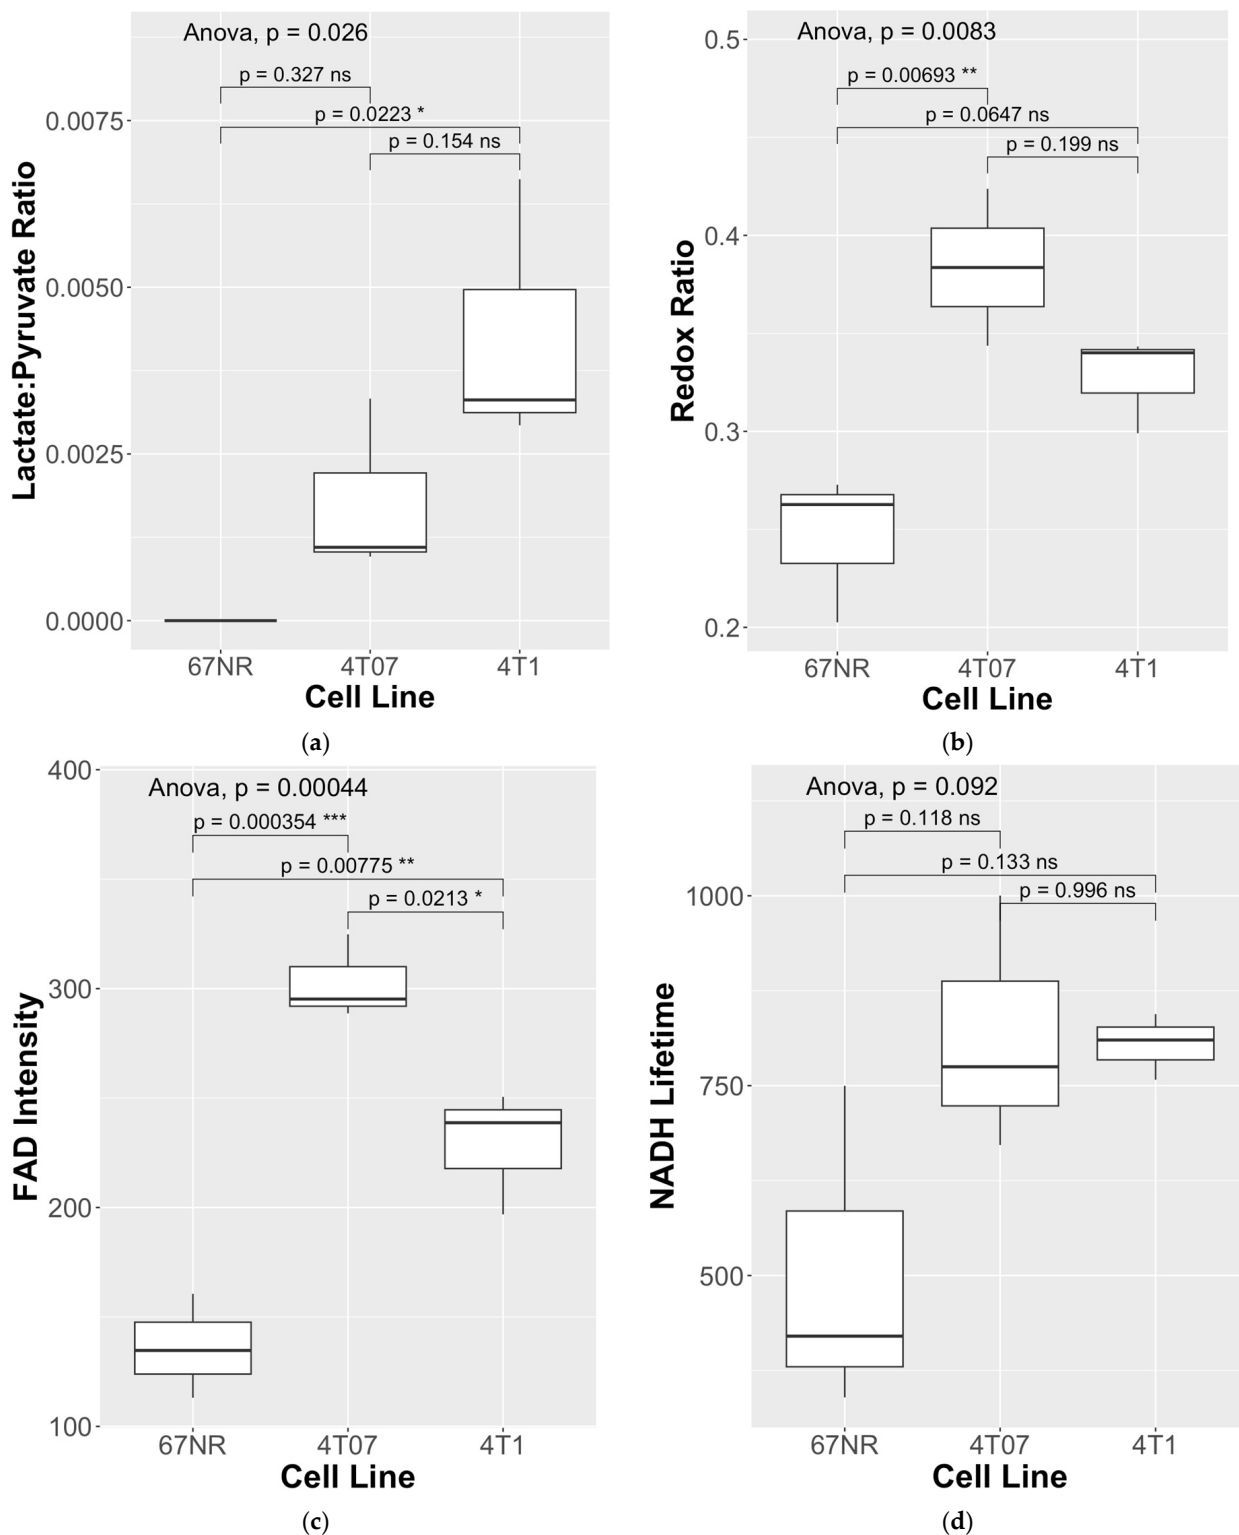 Anova, p = 0.026
p = 0.327 ns
p = 0.0223 *
p = 0.154 ns
0.0075
0.0050
0.0025
0.0000
Lactate:Pyruvate Ratio
67NR 4T07 4T1
Cell Line
(a)
Anova, p = 0.0083
p = 0.00693 **
p = 0.0647 ns
p = 0.199 ns
0.5
0.4
0.3
0.2
Redox Ratio
67NR 4T07 4T1
Cell Line
(b)
Anova, p = 0.00044
p = 0.000354 ***
p = 0.00775 **
p = 0.0213 *
400
300
200
100
FAD Intensity
67NR 4T07 4T1
Cell Line
(c)
Anova, p = 0.092
p = 0.118 ns
p = 0.133 ns
p = 0.996 ns
1000
750
500
NADH Lifetime
67NR 4T07 4T1
Cell Line
(d)